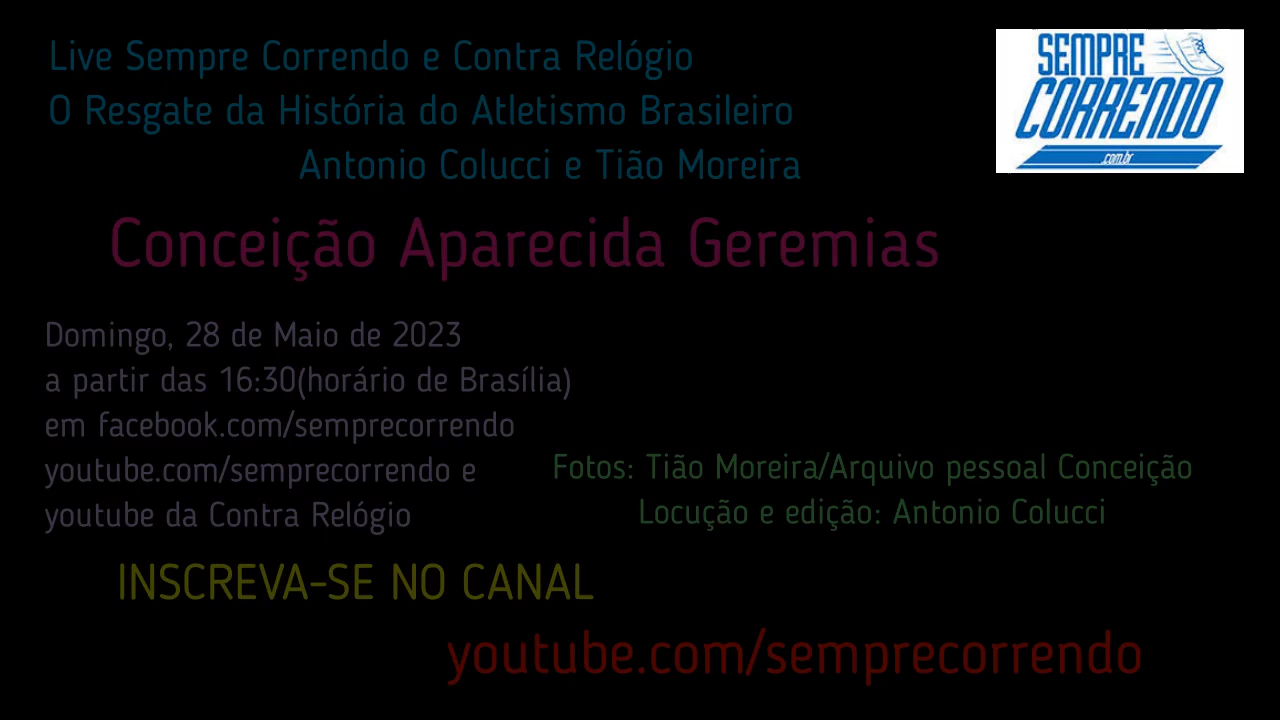 Live Sempre Correndo e Contra Relógio
O Resgate da História do Atletismo Brasileiro
Antonio Colucci e Tião Moreira
SEMPRE
CORRENDO
.com.br
Conceição Aparecida Geremias
Domingo, 28 de Maio de 2023
a partir das 16:30(horário de Brasília)
em facebook.com/semprecorrendo
youtube.com/semprecorrendo e
youtube da Contra Relógio
Fotos: Tião Moreira/Arquivo pessoal Conceição
Locução e edição: Antonio Colucci
INSCREVA-SE NO CANAL
youtube.com/semprecorrendo